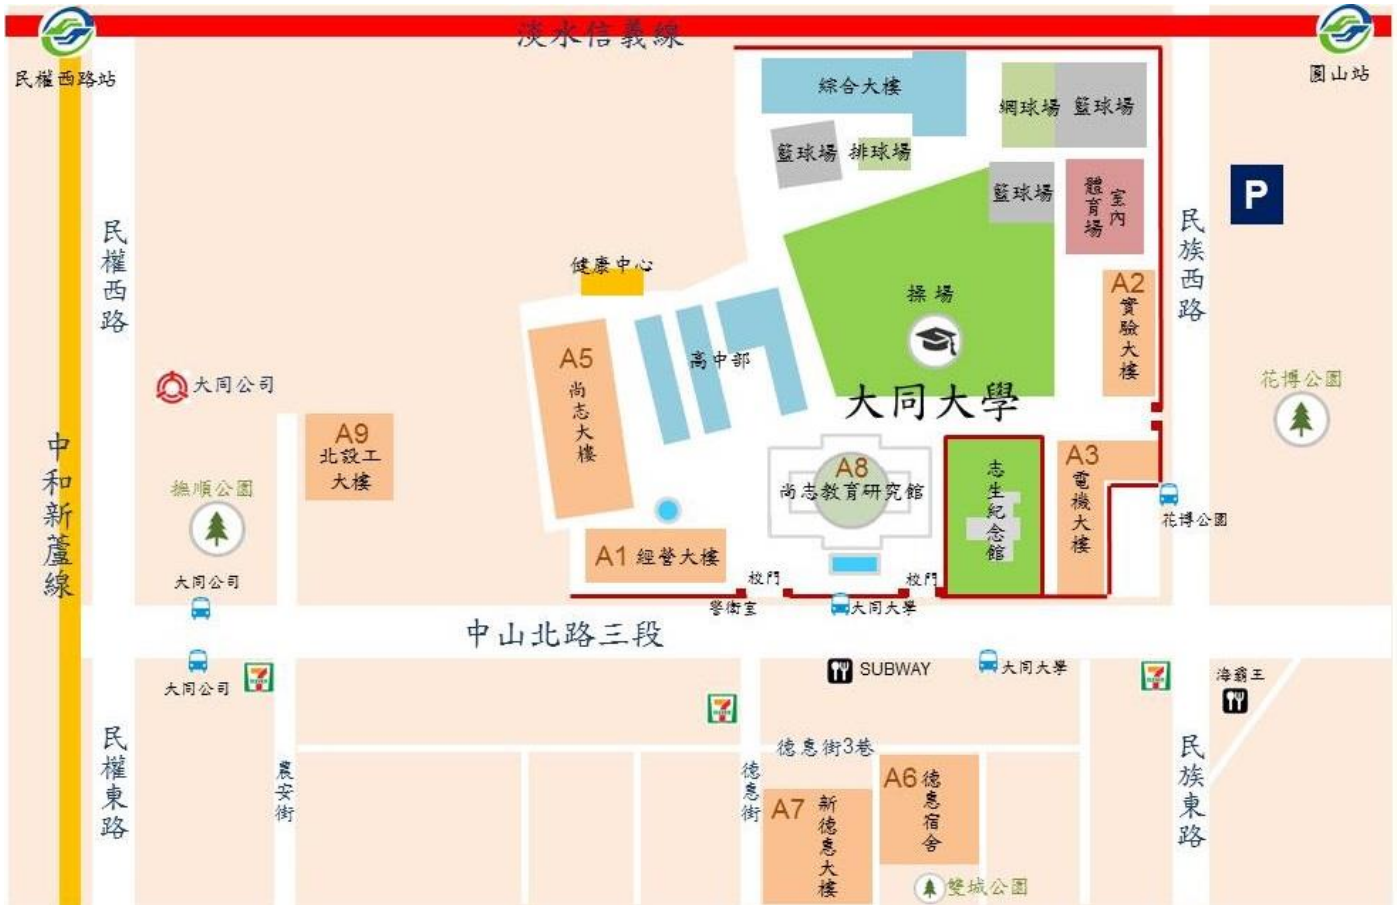 淡水信義線
民權西路站
圓山站
綜合大樓
網球場
籃球場
籃球場
排球場
籃球場
室內
體育場
P
民權西路
民族西路
健康中心
操場
A2
實驗大樓
A5
尚志大樓
高中部
大同大學
大同公司
花博公園
A9
北設工
大樓
中和新蘆線
撫順公園
A8
尚志教育研究館
志生紀念館
A3
電機大樓
花博公園
A1 經營大樓
校門
校門
大同公司
警衛室
大同大學
中山北路三段
大同公司
SUBWAY
大同大學
海霸王
7
ELEVEN
7
ELEVEN
7
ELEVEN
民權東路
農安街
德惠街
德惠街3巷
民族東路
A6
德惠宿舍
A7
新德惠大樓
雙城公園